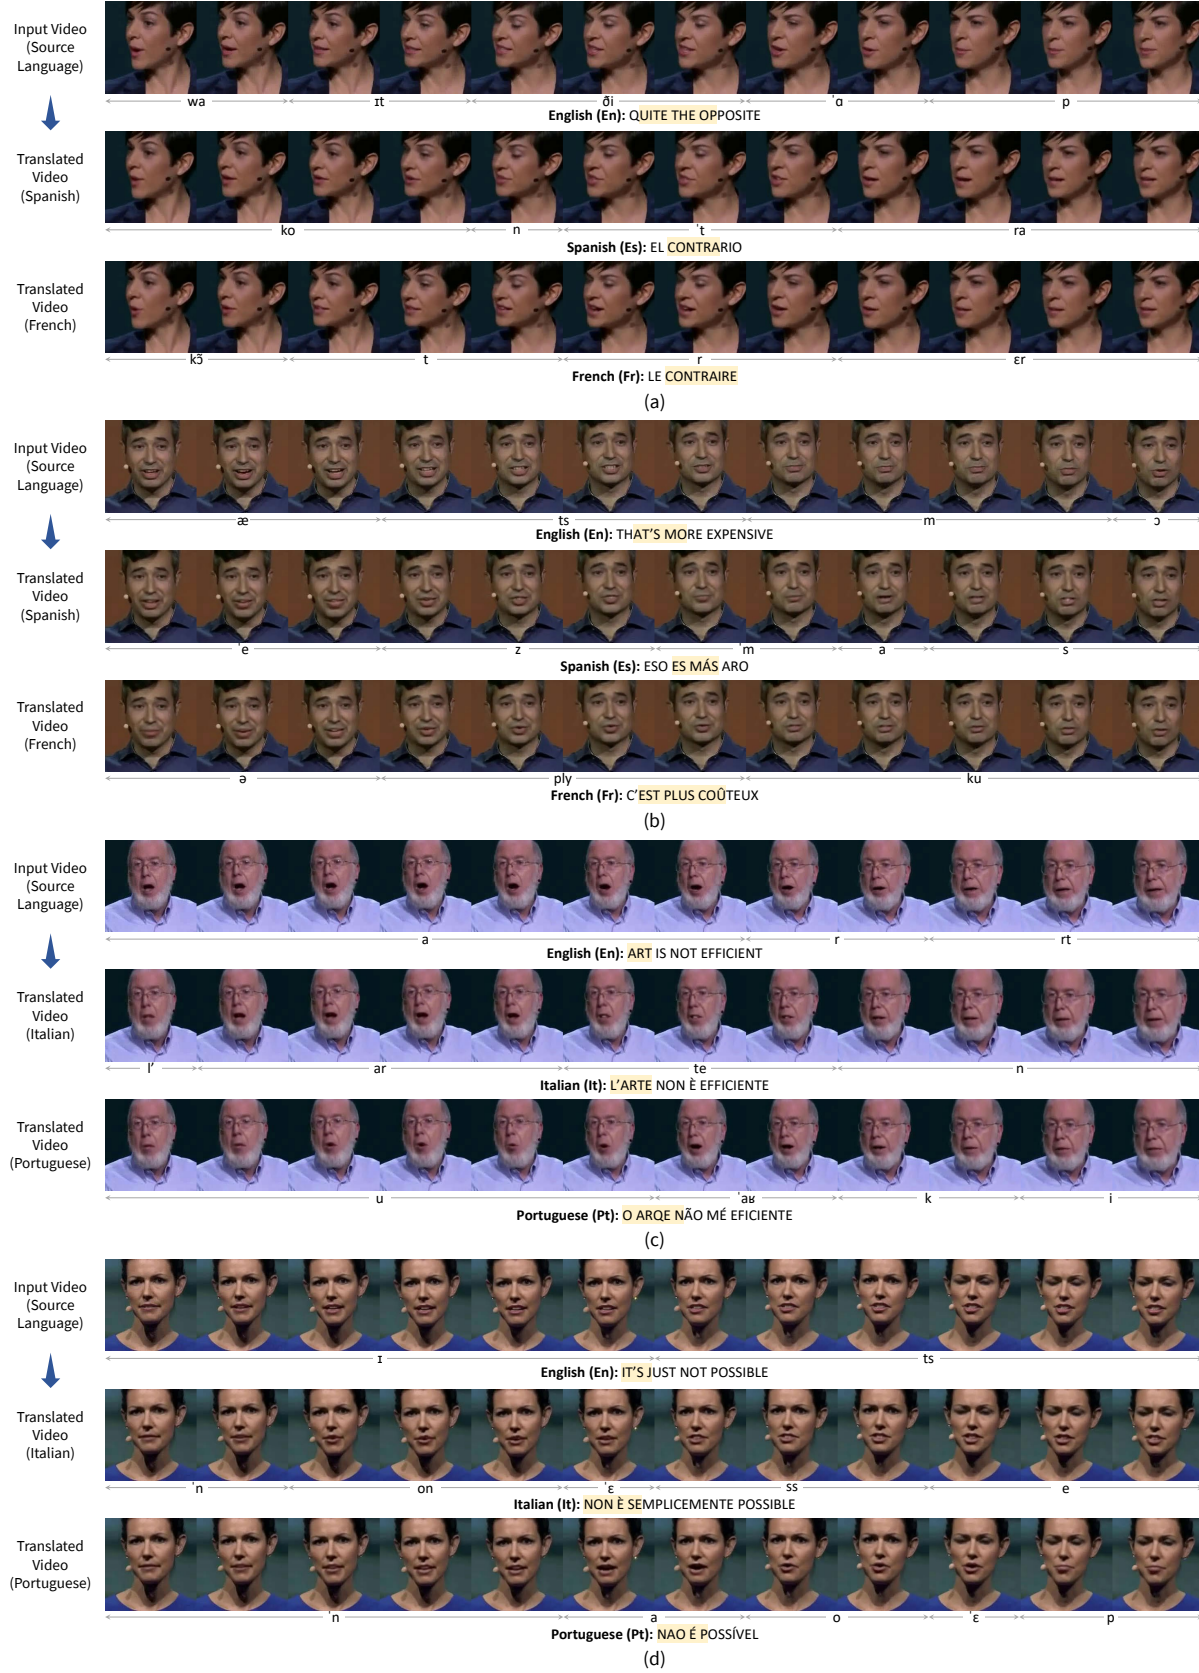 Input Video
(Source
Language)
wa ɪt ði ˈɑ p
English (En): QUITE THE OPPOSITE
Translated
Video
(Spanish)
ko n ˈt ra
Spanish (Es): EL CONTRARIO
Translated
Video
(French)
kɔ̃ t r ɛr
French (Fr): LE CONTRAIRE
(a)
Input Video
(Source
Language)
æ ts m ɔ
English (En): THAT'S MORE EXPENSIVE
Translated
Video
(Spanish)
ˈe z ˈm a s
Spanish (Es): ESO ES MÁS ARO
Translated
Video
(French)
ə ply ku
French (Fr): C'EST PLUS COÛTEUX
(b)
Input Video
(Source
Language)
a r rt
English (En): ART IS NOT EFFICIENT
Translated
Video
(Italian)
l' ar te n
Italian (It): L'ARTE NON È EFFICIENTE
Translated
Video
(Portuguese)
u ˈaʁ k i
Portuguese (Pt): O ARQE NÃO MÉ EFICIENTE
(c)
Input Video
(Source
Language)
ɪ ts
English (En): IT'S JUST NOT POSSIBLE
Translated
Video
(Italian)
ˈn on ˈɛ ss e
Italian (It): NON È SEMPLICEMENTE POSSIBLE
Translated
Video
(Portuguese)
ˈn a o ˈɛ p
Portuguese (Pt): NAO É POSSÍVEL
(d)